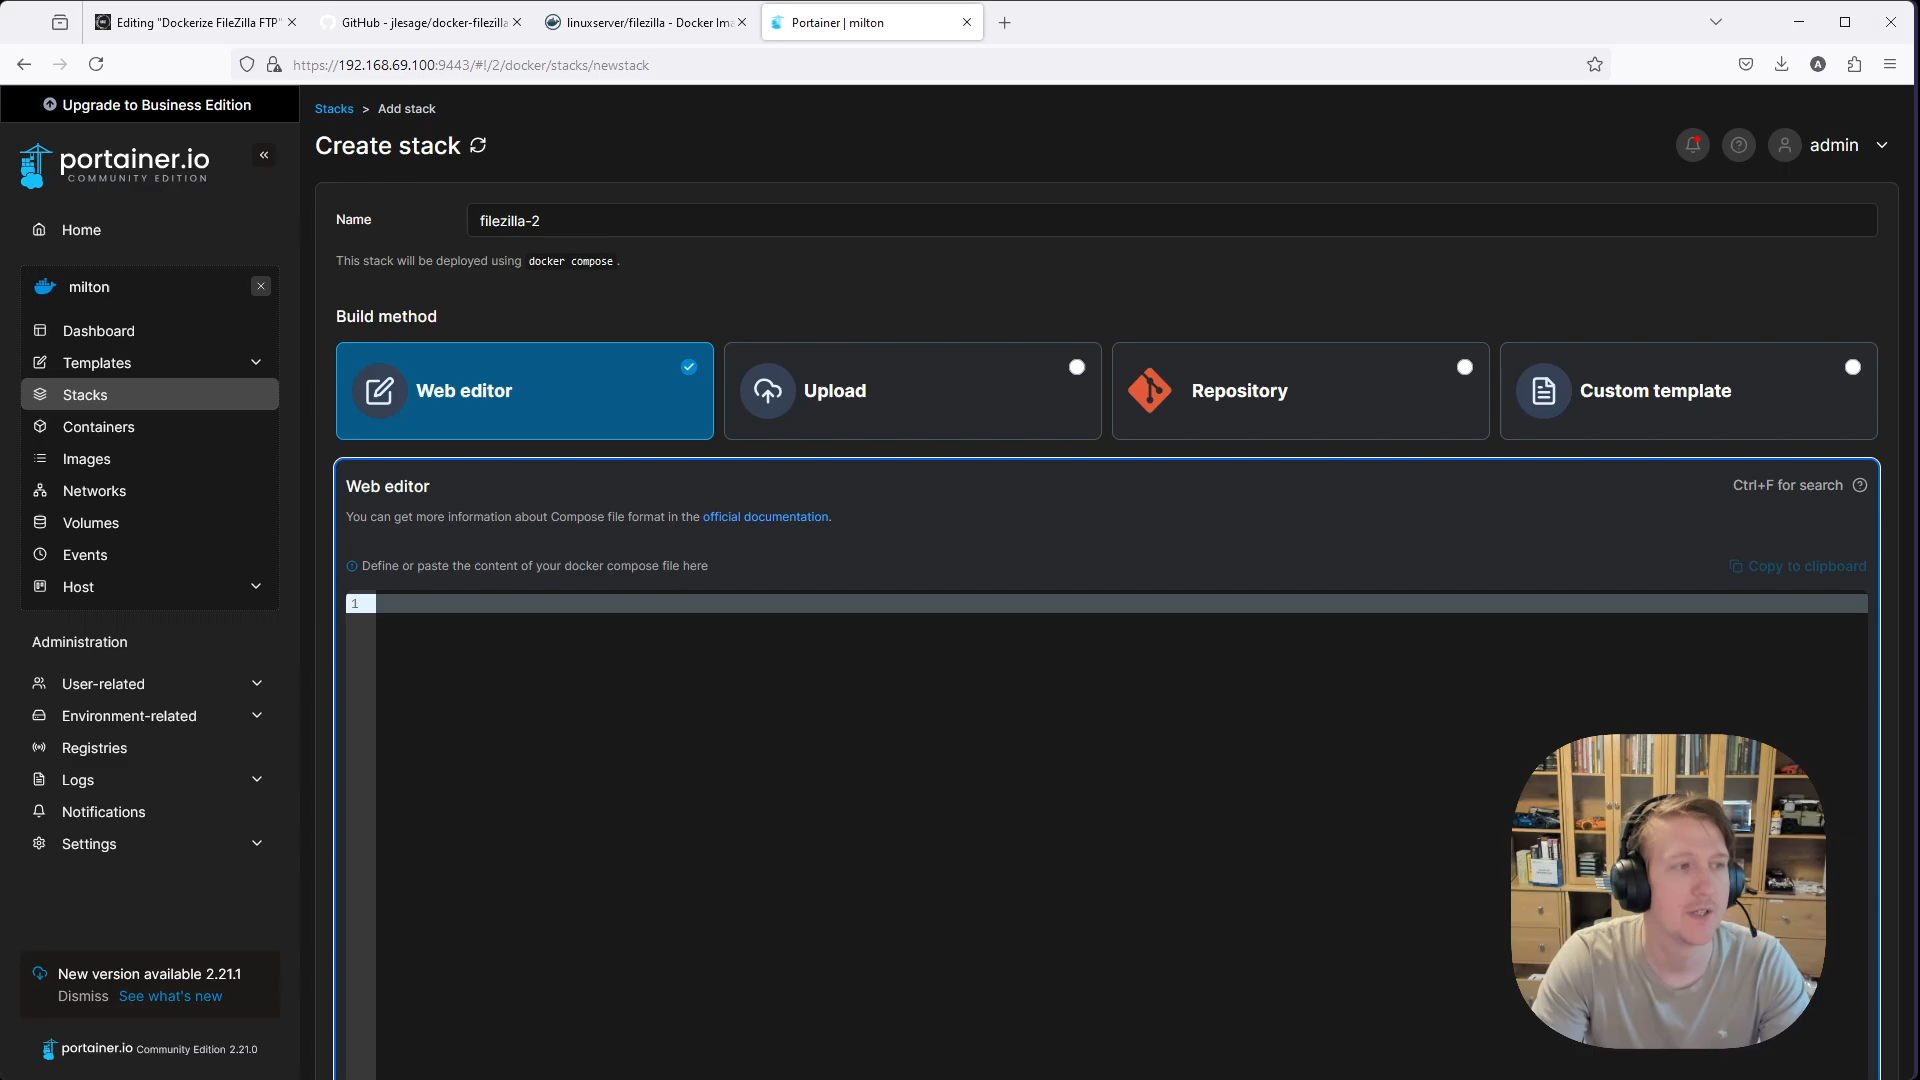 Editing "Dockerize FileZilla FTP"
GitHub - jlesage/docker-filezilla
linuxserver/filezilla - Docker Ima
Portainer | milton
https://192.168.69.100:9443/#!/2/docker/stacks/newstack
A
Upgrade to Business Edition
portainer.io
COMMUNITY EDITION
Home
milton
Dashboard
Templates
Stacks
Containers
Images
Networks
Volumes
Events
Host
Administration
User-related
Environment-related
Registries
Logs
Notifications
Settings
New version available 2.21.1
Dismiss See what's new
portainer.io Community Edition 2.21.0
Stacks > Add stack
Create stack
admin
Name
filezilla-2
This stack will be deployed using docker compose .
Build method
Web editor
Upload
Repository
Custom template
Web editor
Ctrl+F for search
You can get more information about Compose file format in the official documentation.
Define or paste the content of your docker compose file here
Copy to clipboard
1